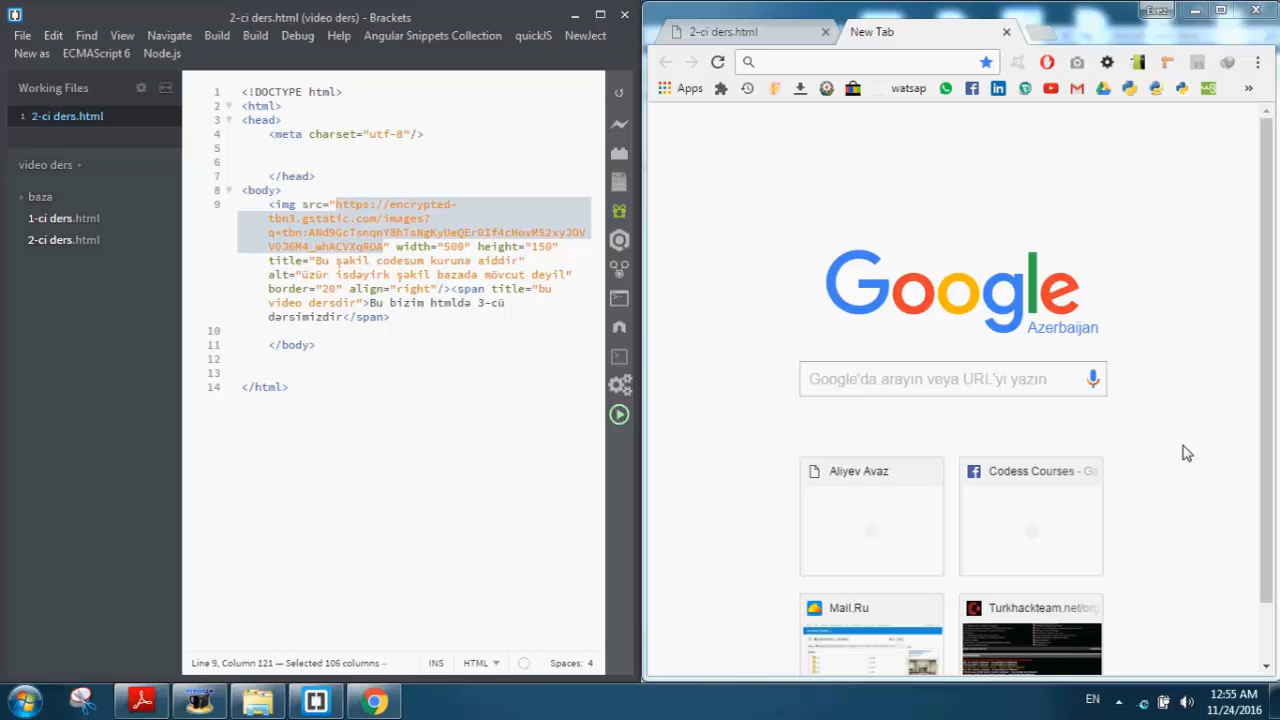 2-ci ders.html (video ders) - Brackets
File Edit Find View Navigate Build Build Debug Help Angular Snippets Collection quickJS NewJect
New as ECMAScript 6 Node.js
Working Files
1 2-ci ders.html
video ders
baza
1-ci ders.html
2-ci ders.html
1 <!DOCTYPE html>
2 <html>
3 <head>
4 <meta charset="utf-8"/>
5
6
7 </head>
8 <body>
9 <img src="https://encrypted-
tbn3.gstatic.com/images?
" width="500" height="150"
title="Bu şəkil codesum kuruna aiddir"
alt="üzür isdəyirk şəkil bazada mövcut deyil"
border="20" align="right"/><span title="bu
video dersdir">Bu bizim htmldə 3-cü
dərsimizdir</span>
10
11 </body>
12
13
14 </html>
Selected 166 columns
INS HTML Spaces: 4
2-ci ders.html
New Tab
Evez
Apps
watsap
Google
Azerbaijan
Google'da arayın veya URL'yi yazın
Aliyev Avaz
Codess Courses - Ge
Mail.Ru
Turkhackteam.net/org
EN
12:55 AM
11/24/2016